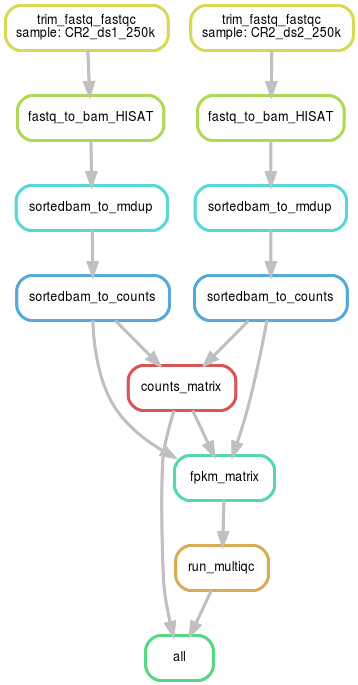 trim_fastq_fastqc
sample: CR2_ds1_250k
trim_fastq_fastqc
sample: CR2_ds2_250k
fastq_to_bam_HISAT
fastq_to_bam_HISAT
sortedbam_to_rmdup
sortedbam_to_rmdup
sortedbam_to_counts
sortedbam_to_counts
counts_matrix
fpkm_matrix
run_multiqc
all